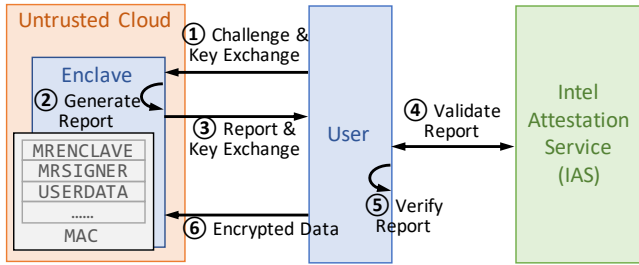 Untrusted Cloud
① Challenge &
Key Exchange
Enclave
② Generate
Report
③ Report &
Key Exchange
MRENCLAVE
MRSIGNER
USERDATA
……
MAC
User
④ Validate
Report
⑤ Verify
Report
⑥ Encrypted Data
Intel
Attestation
Service
(IAS)